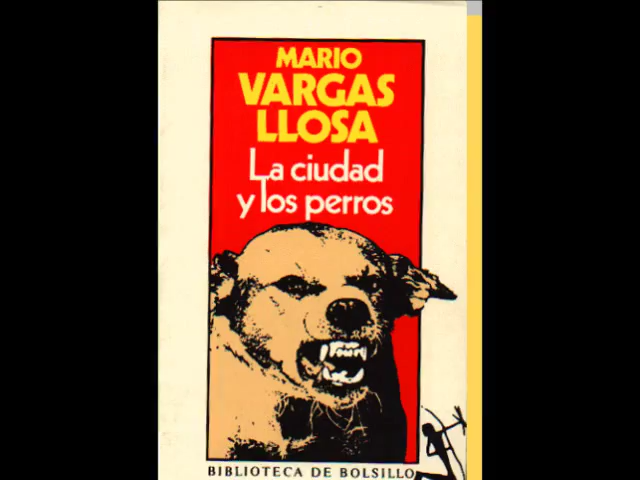 MARIO
VARGAS
LLOSA
La ciudad
y los perros
BIBLIOTECA DE BOLSILLO